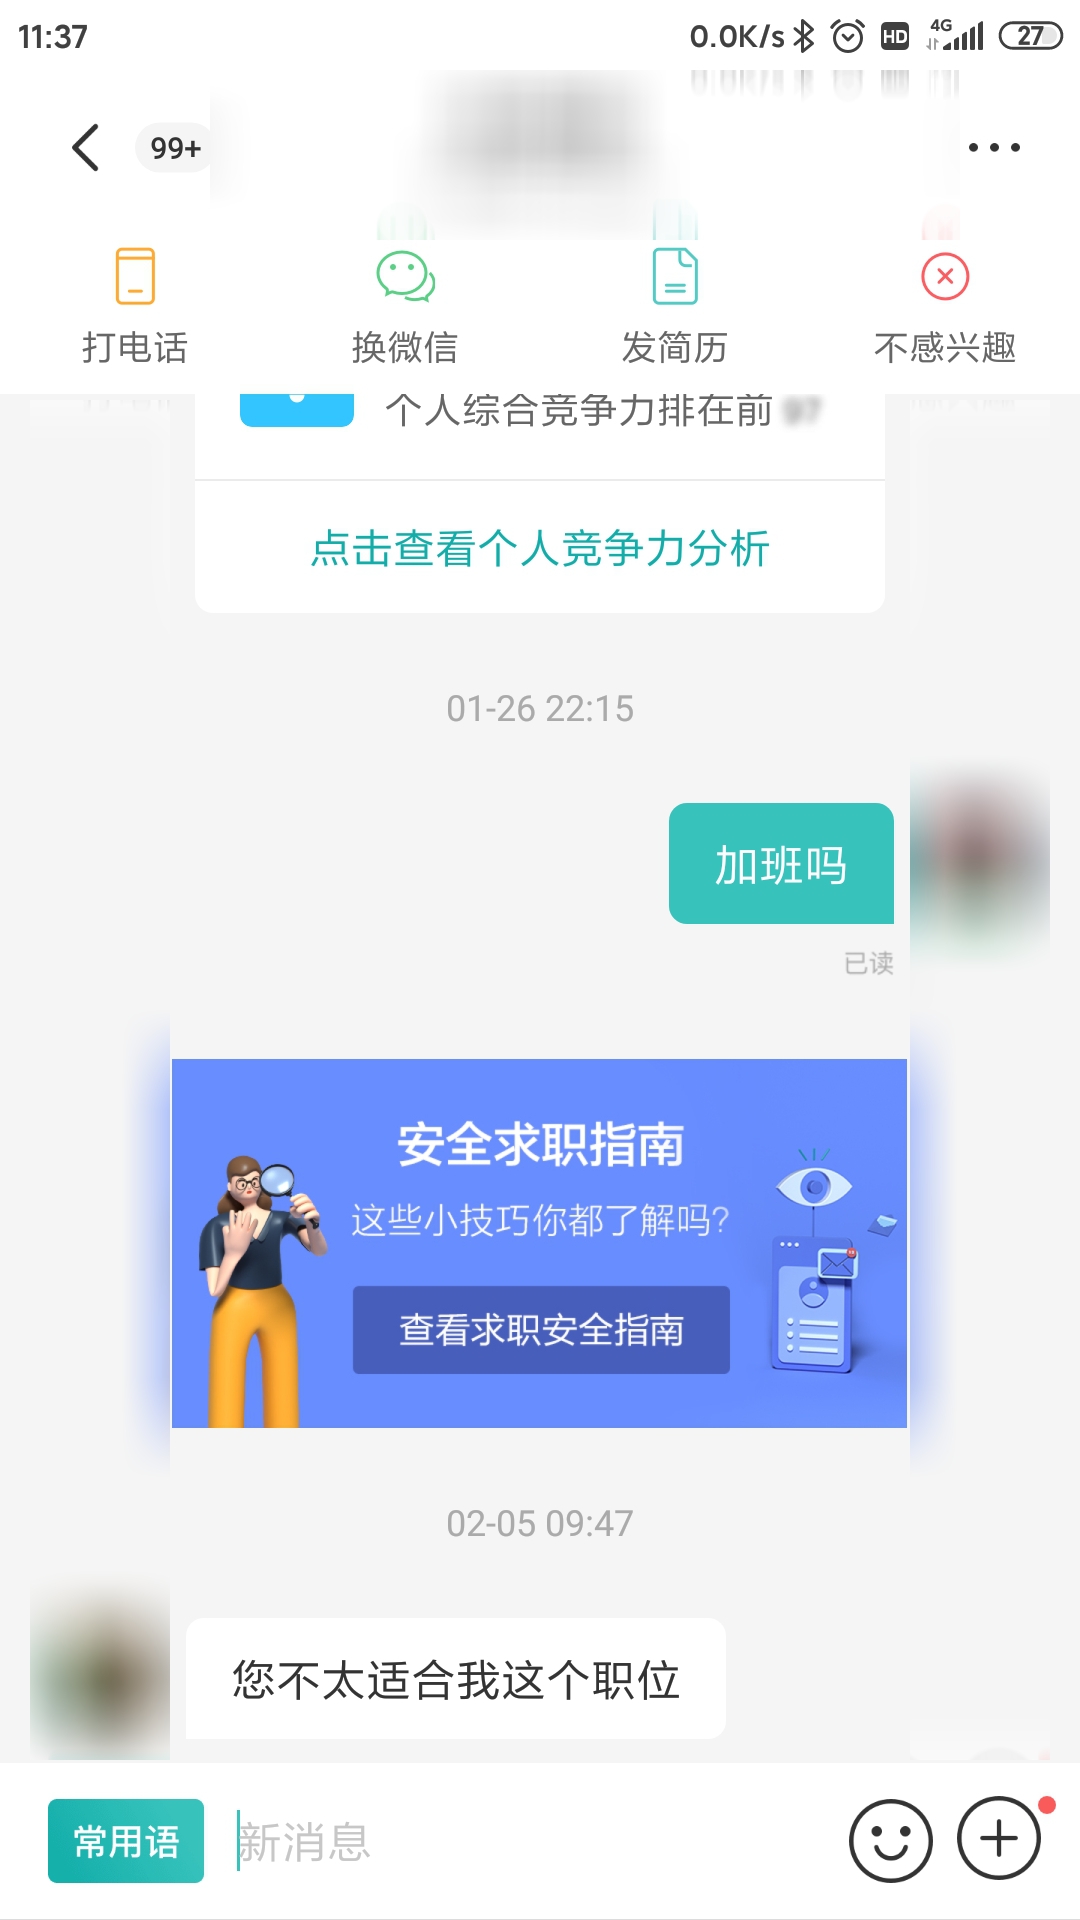 11:37
0.0K/s HD 4G 27
99+
打电话 换微信 发简历 不感兴趣
个人综合竞争力排在前
点击查看个人竞争力分析
01-26 22:15
加班吗
已读
安全求职指南
这些小技巧你都了解吗?
查看求职安全指南
02-05 09:47
您不太适合我这个职位
常用语 新消息